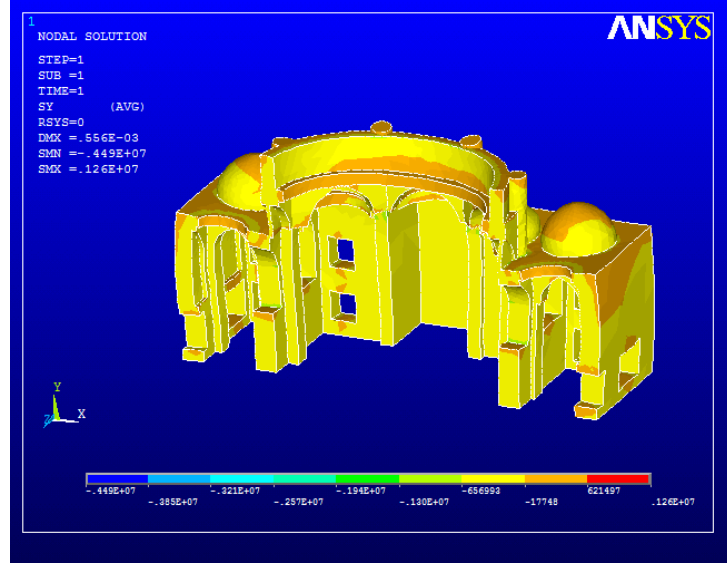 1
ANSYS
NODAL SOLUTION
STEP=1
SUB =1
TIME=1
SY (AVG)
RSYS=0
DMX =.556E-03
SMN =-.449E+07
SMX =.126E+07
Y
Z X
-.449E+07 -.321E+07 -.194E+07 -656993 621497
-.385E+07 -.257E+07 -.130E+07 -17748 .126E+07